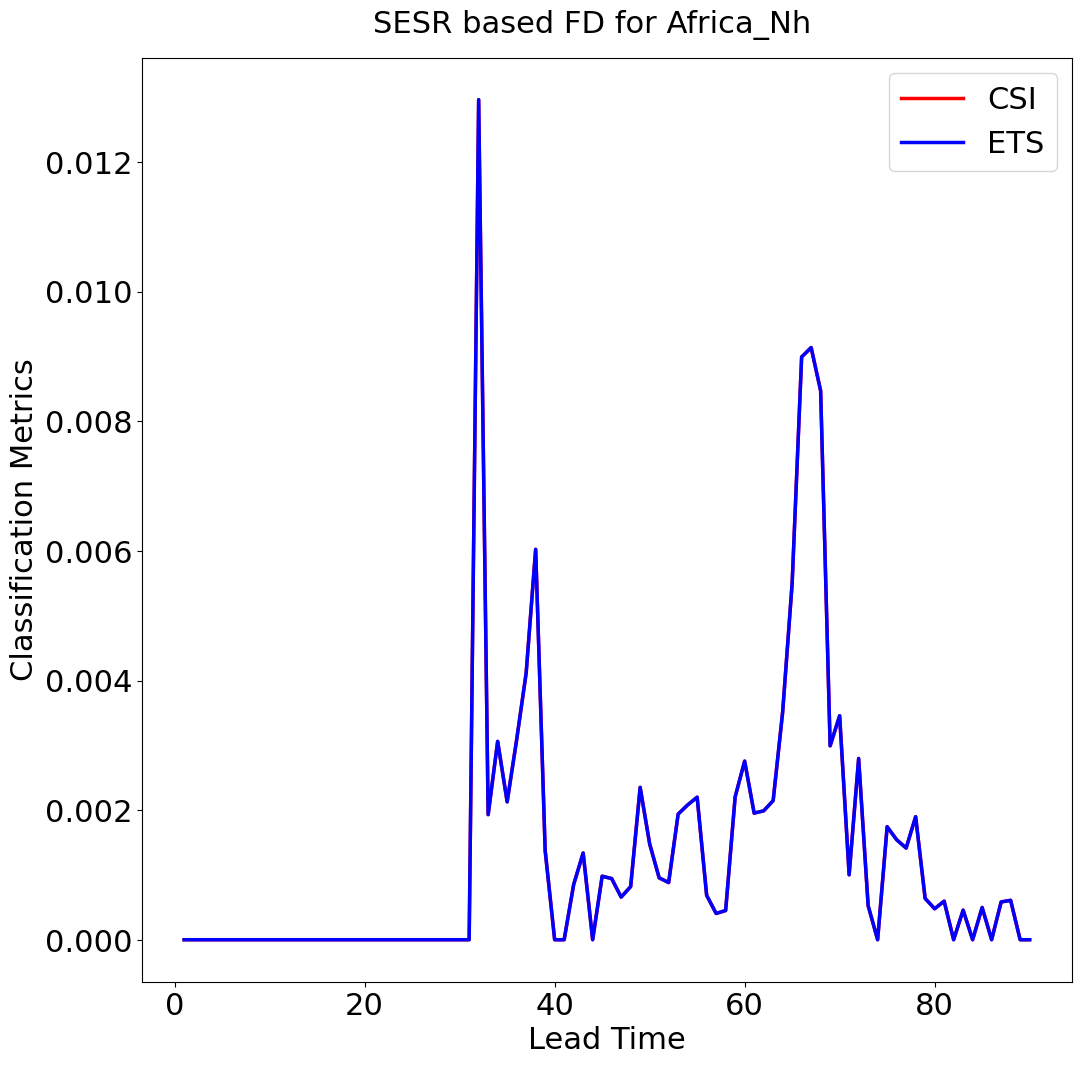 SESR based FD for Africa_Nh
CSI
ETS
Classification Metrics
0.012
0.010
0.008
0.006
0.004
0.002
0.000
0 20 40 60 80
Lead Time